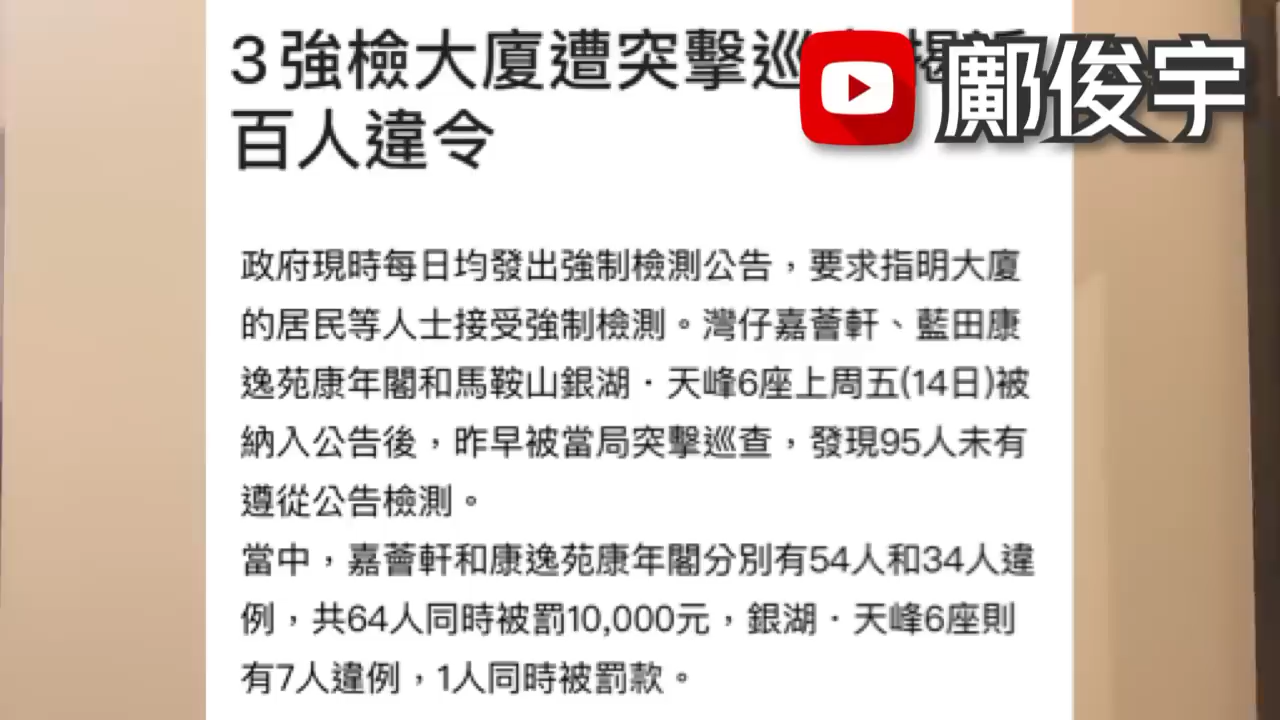 3強檢大廈遭突擊巡
鄺俊宇
百人違令
政府現時每日均發出強制檢測公告，要求指明大廈
的居民等人士接受強制檢測。灣仔嘉薈軒、藍田康
逸苑康年閣和馬鞍山銀湖．天峰6座上周五(14日)被
納入公告後，昨早被當局突擊巡查，發現95人未有
遵從公告檢測。
當中，嘉薈軒和康逸苑康年閣分別有54人和34人違
例，共64人同時被罰10,000元，銀湖．天峰6座則
有7人違例，1人同時被罰款。